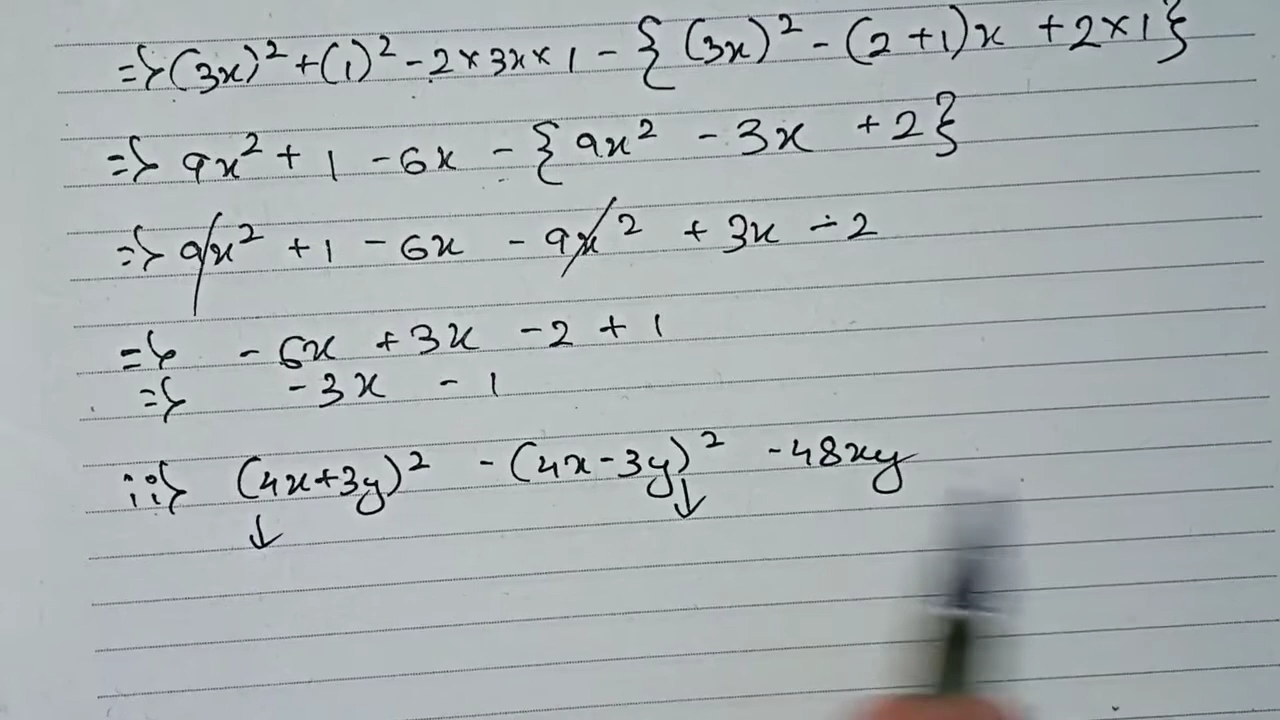 => (3x)² + (1)² - 2 × 3x × 1 - { (3x)² - (2 + 1)x + 2 × 1 }
=> 9x² + 1 - 6x - { 9x² - 3x + 2 }
=> 9x² + 1 - 6x - 9x² + 3x - 2
=> - 6x + 3x - 2 + 1
=> - 3x - 1
ii> (4x+3y)² - (4x-3y)² - 48xy
↓ ↓